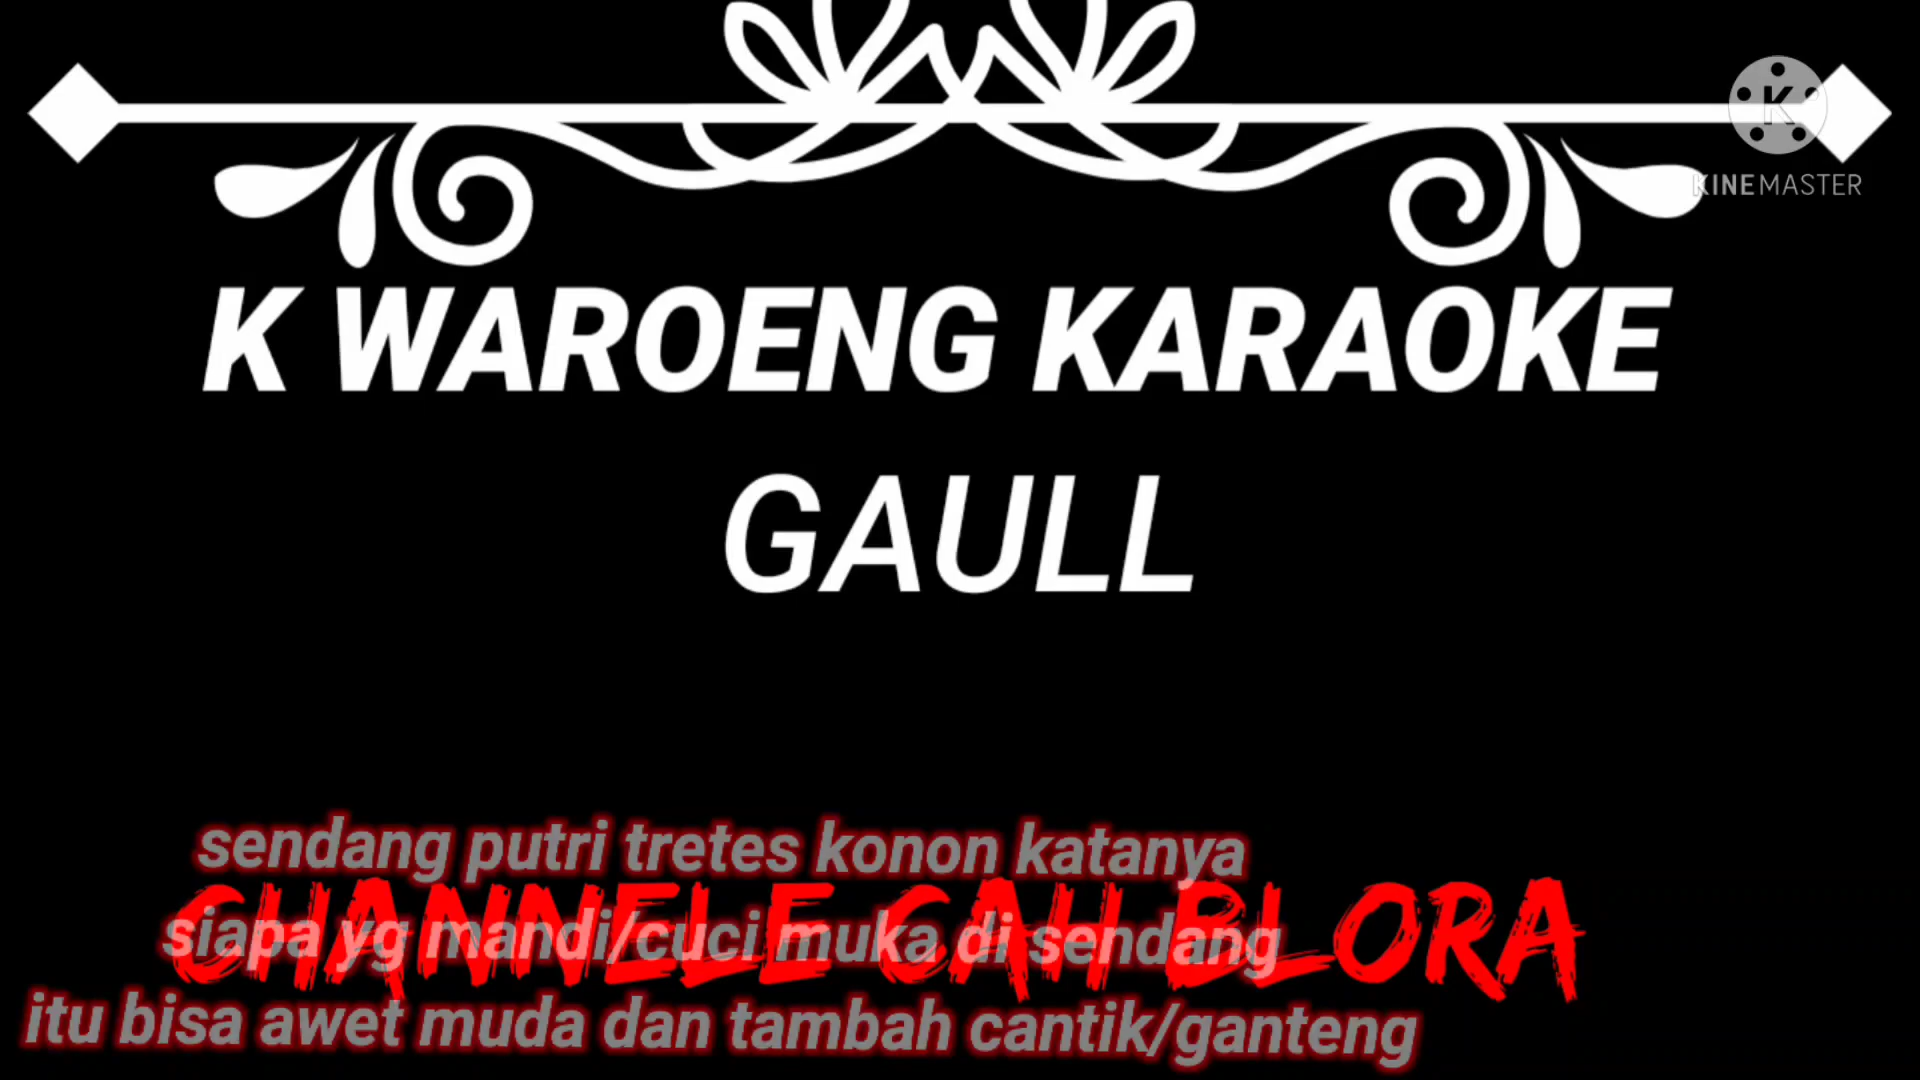 K
KINEMASTER
K WAROENG KARAOKE
GAULL
sendang putri tretes konon katanya
CHANNELE CAH BLORA
siapa yg mandi/cuci muka di sendang
itu bisa awet muda dan tambah cantik/ganteng